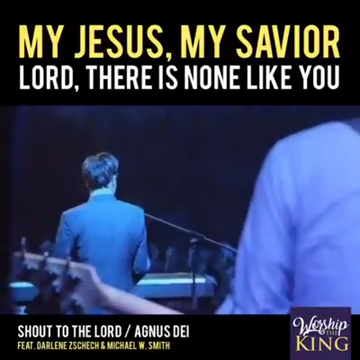 MY JESUS, MY SAVIOR
LORD, THERE IS NONE LIKE YOU
SHOUT TO THE LORD / AGNUS DEI
FEAT. DARLENE ZSCHECH & MICHAEL W. SMITH
Worship
THE
KING